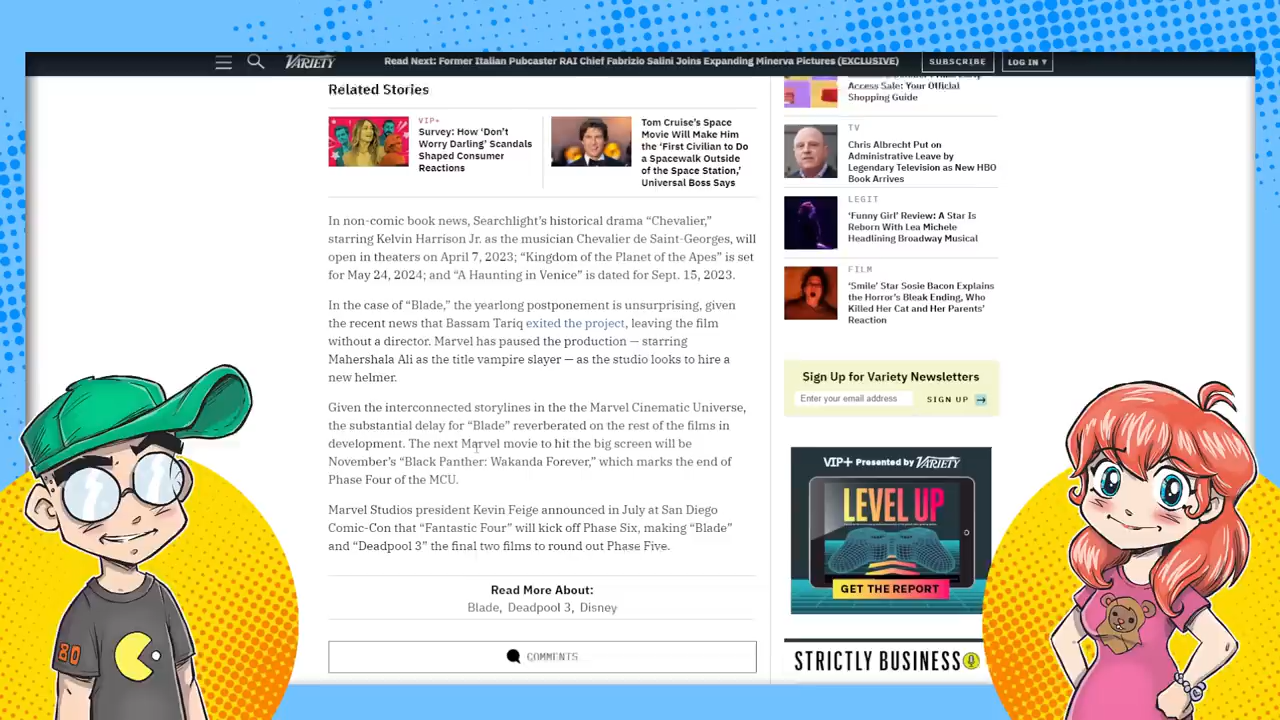 VARIETY
Read Next: Former Italian Pubcaster RAI Chief Fabrizio Salini Joins Expanding Minerva Pictures (EXCLUSIVE)
SUBSCRIBE
LOG IN ▾
Related Stories
VIP+
Survey: How ‘Don’t
Worry Darling’ Scandals
Shaped Consumer
Reactions
Tom Cruise’s Space
Movie Will Make Him
the ‘First Civilian to Do
a Spacewalk Outside
of the Space Station,’
Universal Boss Says
In non-comic book news, Searchlight’s historical drama “Chevalier,”
starring Kelvin Harrison Jr. as the musician Chevalier de Saint-Georges, will
open in theaters on April 7, 2023; “Kingdom of the Planet of the Apes” is set
for May 24, 2024; and “A Haunting in Venice” is dated for Sept. 15, 2023.
In the case of “Blade,” the yearlong postponement is unsurprising, given
the recent news that Bassam Tariq exited the project, leaving the film
without a director. Marvel has paused the production — starring
Mahershala Ali as the title vampire slayer — as the studio looks to hire a
new helmer.
Given the interconnected storylines in the the Marvel Cinematic Universe,
the substantial delay for “Blade” reverberated on the rest of the films in
development. The next Marvel movie to hit the big screen will be
November’s “Black Panther: Wakanda Forever,” which marks the end of
Phase Four of the MCU.
Marvel Studios president Kevin Feige announced in July at San Diego
Comic-Con that “Fantastic Four” will kick off Phase Six, making “Blade”
and “Deadpool 3” the final two films to round out Phase Five.
Read More About:
Blade, Deadpool 3, Disney
COMMENTS
Access Sale: Your Official
Shopping Guide
TV
Chris Albrecht Put on
Administrative Leave by
Legendary Television as New HBO
Book Arrives
LEGIT
‘Funny Girl’ Review: A Star Is
Reborn With Lea Michele
Headlining Broadway Musical
FILM
‘Smile’ Star Sosie Bacon Explains
the Horror’s Bleak Ending, Who
Killed Her Cat and Her Parents’
Reaction
Sign Up for Variety Newsletters
Enter your email address
SIGN UP
VIP+ Presented by VARIETY
LEVEL UP
GET THE REPORT
STRICTLY BUSINESS
80